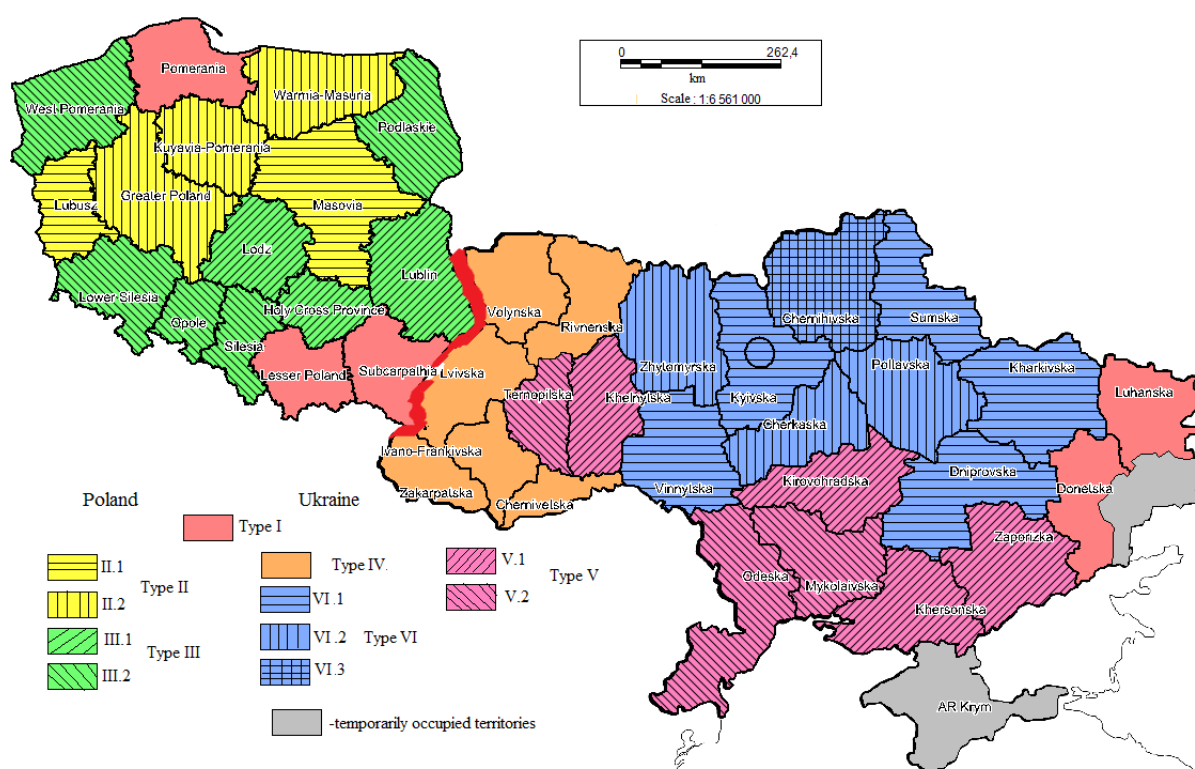 0 262,4
km
Scale : 1:6 561 000
Pomerania
West Pomerania
Warmia-Masuria
Podlaskie
Kuyavia-Pomerania
Greater Poland
Lubusz
Masovia
Lodz
Lublin
Lower Silesia
Holy Cross Province
Opole
Silesia
Lesser Poland
Subcarpathia
Volynska
Rivnenska
Lvivska
Ternopilska
Khelnytska
Ivano-Frankivska
Zakarpatska
Chernivetska
Zhytomyrska
Kyivska
Chernihivska
Sumska
Poltavska
Kharkivska
Luhanska
Cherkaska
Vinnytska
Kirovohradska
Dniprovska
Donetska
Zaporizka
Odeska
Mykolaivska
Khersonska
AR Krym
Poland
Ukraine
Type I
II.1
II.2
Type II
III.1
III.2
Type III
Type IV.
VI .1
VI .2
VI.3
Type VI
V.1
V.2
Type V
-temporarily occupied territories